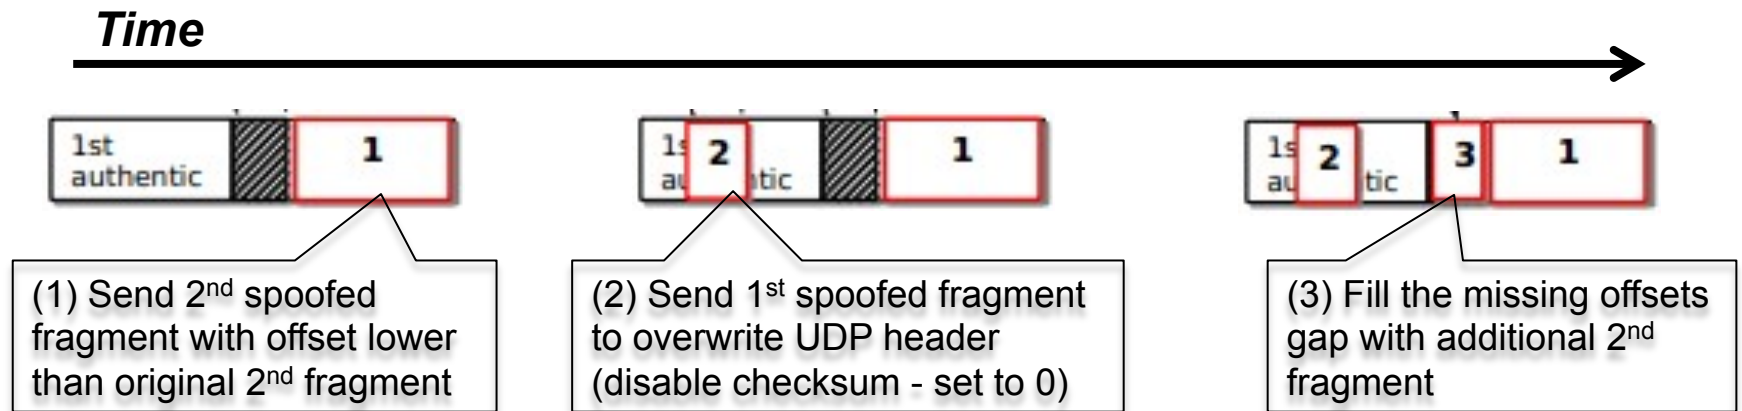 Time
1st
authentic
1
1s
au
2
ntic
1
1s
au
2
tic
3
1
(1) Send 2nd spoofed
fragment with offset lower
than original 2nd fragment
(2) Send 1st spoofed fragment
to overwrite UDP header
(disable checksum - set to 0)
(3) Fill the missing offsets
gap with additional 2nd
fragment